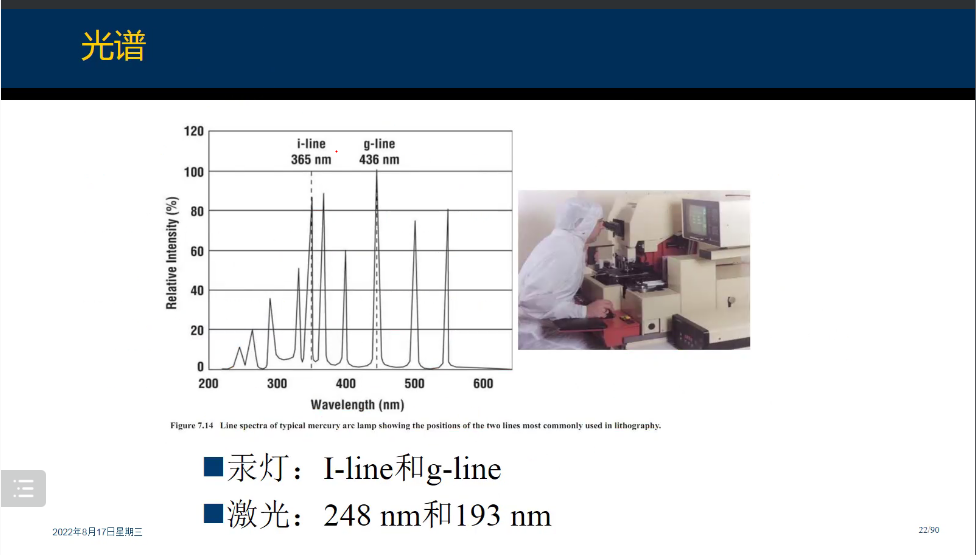 光谱
120
100
80
60
40
20
0
i-line
365 nm
g-line
436 nm
Relative Intensity (%)
200 300 400 500 600
Wavelength (nm)
Figure 7.14 Line spectra of typical mercury arc lamp showing the positions of the two lines most commonly used in lithography.
汞灯：I-line和g-line
激光：248 nm和193 nm
2022年8月17日星期三
22/90